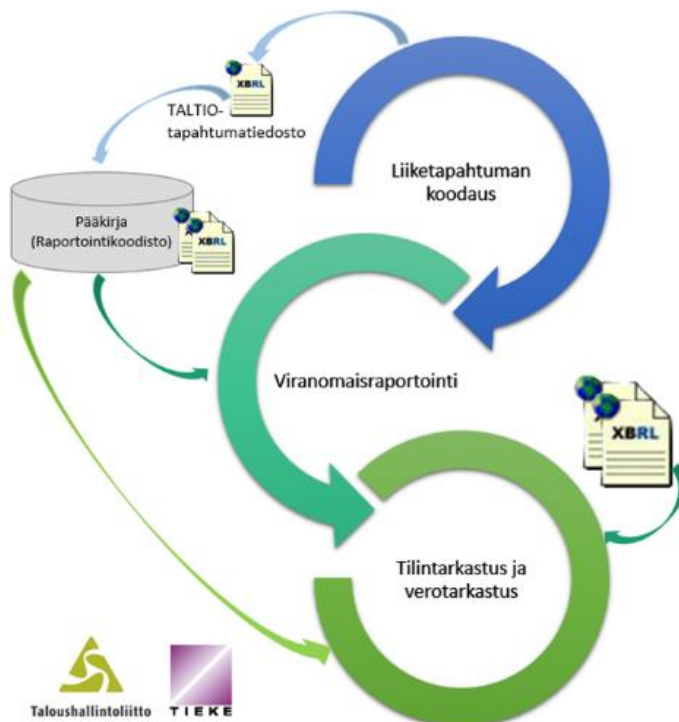 XBRL
TALTIO-
tapahtumatiedosto
Liiketapahtuman
koodaus
Pääkirja
(Raportointikoodisto)
XBRL
Viranomaisraportointi
XBRL
Tilintarkastus ja
verotarkastus
Taloushallintoliitto
TIEKE